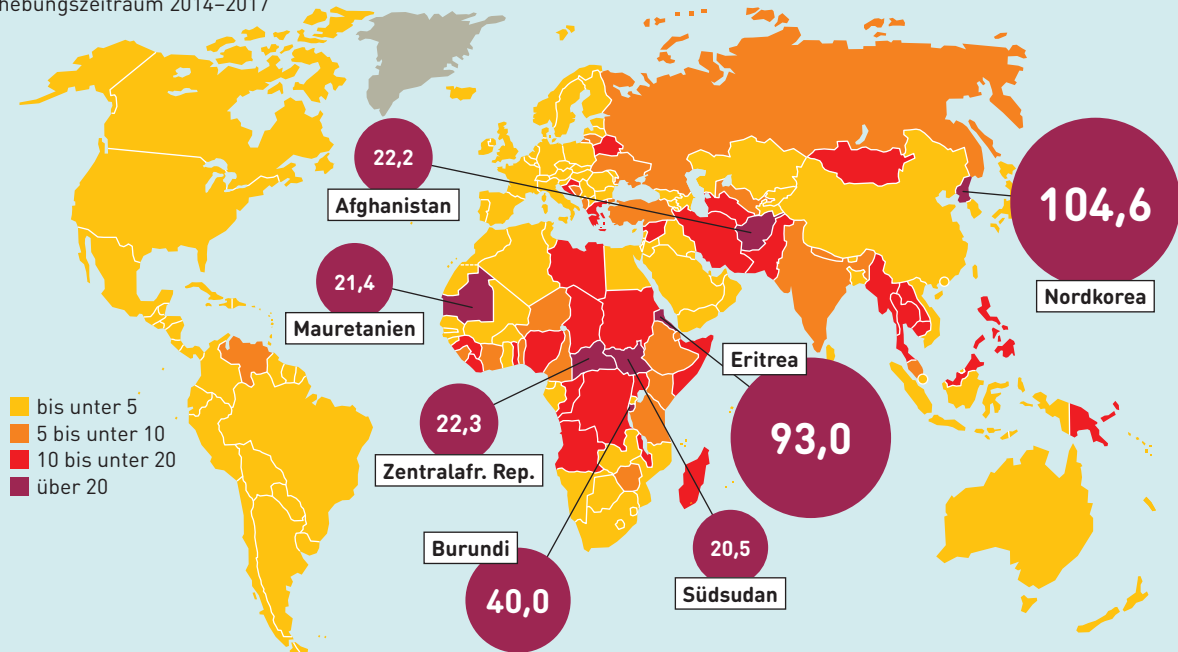 hebungszeitraum 2014–2017
22,2
Afghanistan
104,6
Nordkorea
21,4
Mauretanien
Eritrea
93,0
bis unter 5
5 bis unter 10
10 bis unter 20
über 20
22,3
Zentralafr. Rep.
Burundi
40,0
20,5
Südsudan